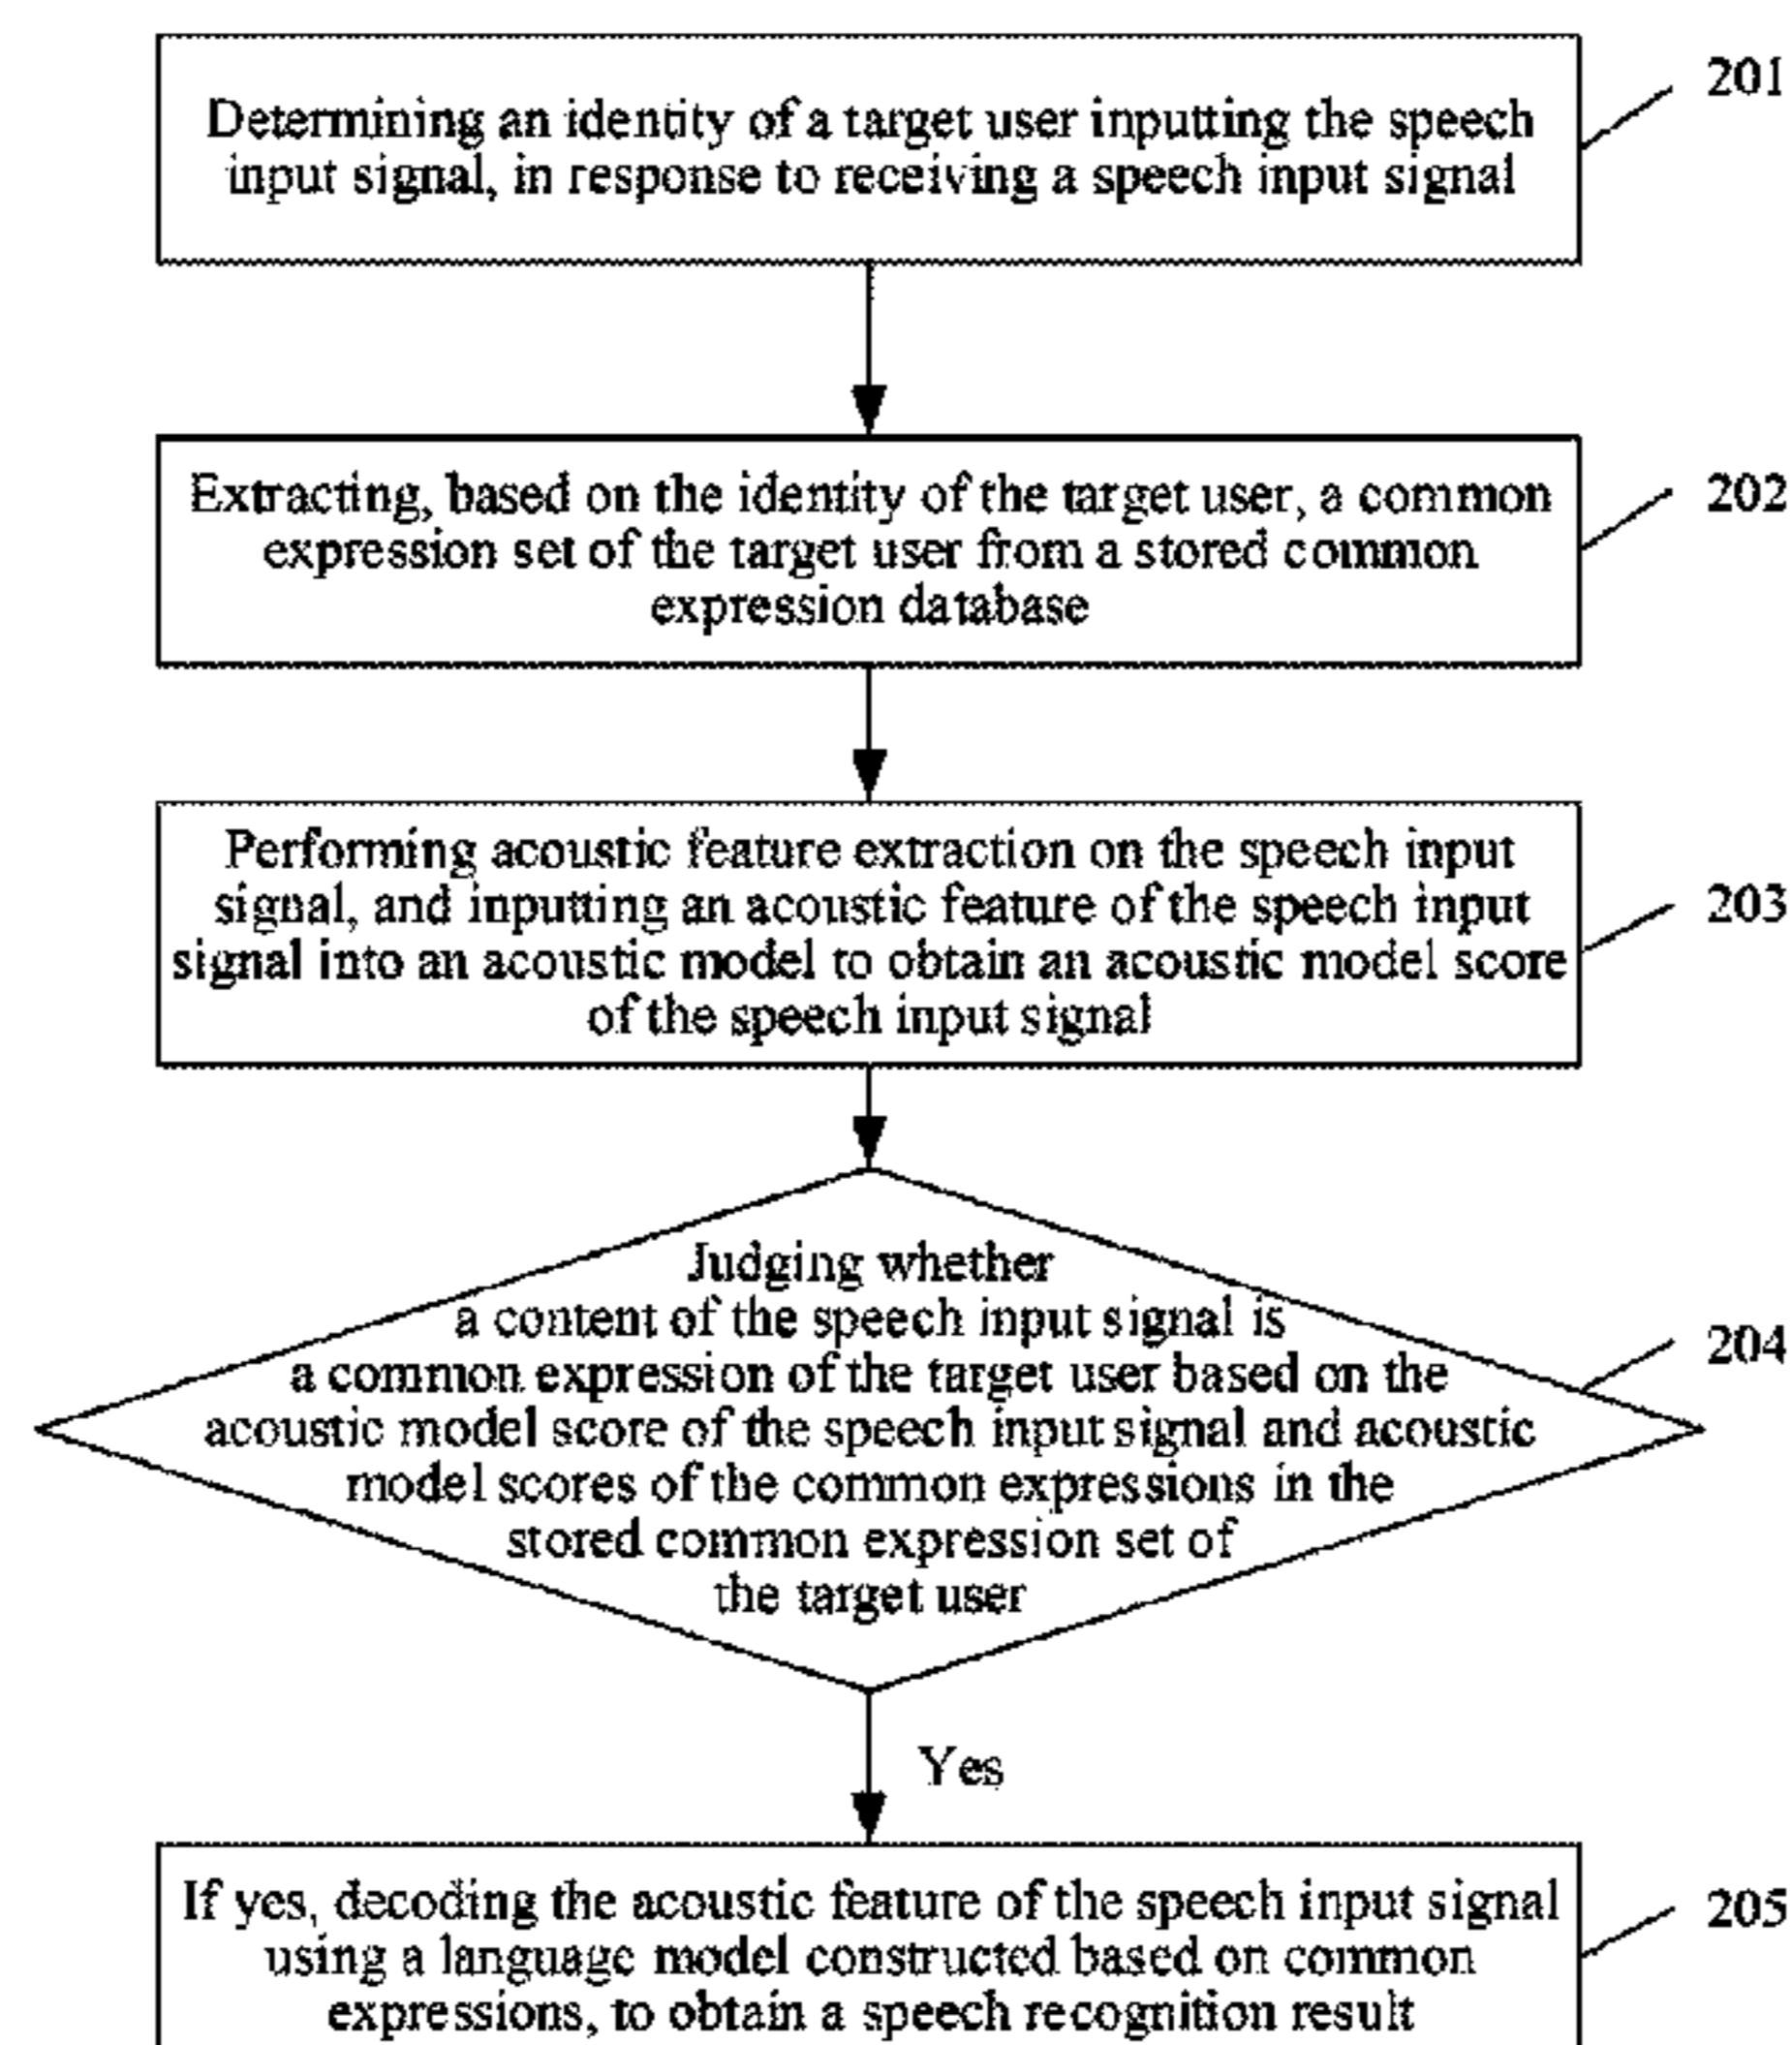 Determining an identity of a target user inputting the speech
input signal, in response to receiving a speech input signal
201
Extracting, based on the identity of the target user, a common
expression set of the target user from a stored common
expression database
202
Performing acoustic feature extraction on the speech input
signal, and inputting an acoustic feature of the speech input
signal into an acoustic model to obtain an acoustic model score
of the speech input signal
203
Judging whether
a content of the speech input signal is
a common expression of the target user based on the
acoustic model score of the speech input signal and acoustic
model scores of the common expressions in the
stored common expression set of
the target user
204
Yes
If yes, decoding the acoustic feature of the speech input signal
using a language model constructed based on common
expressions, to obtain a speech recognition result
205